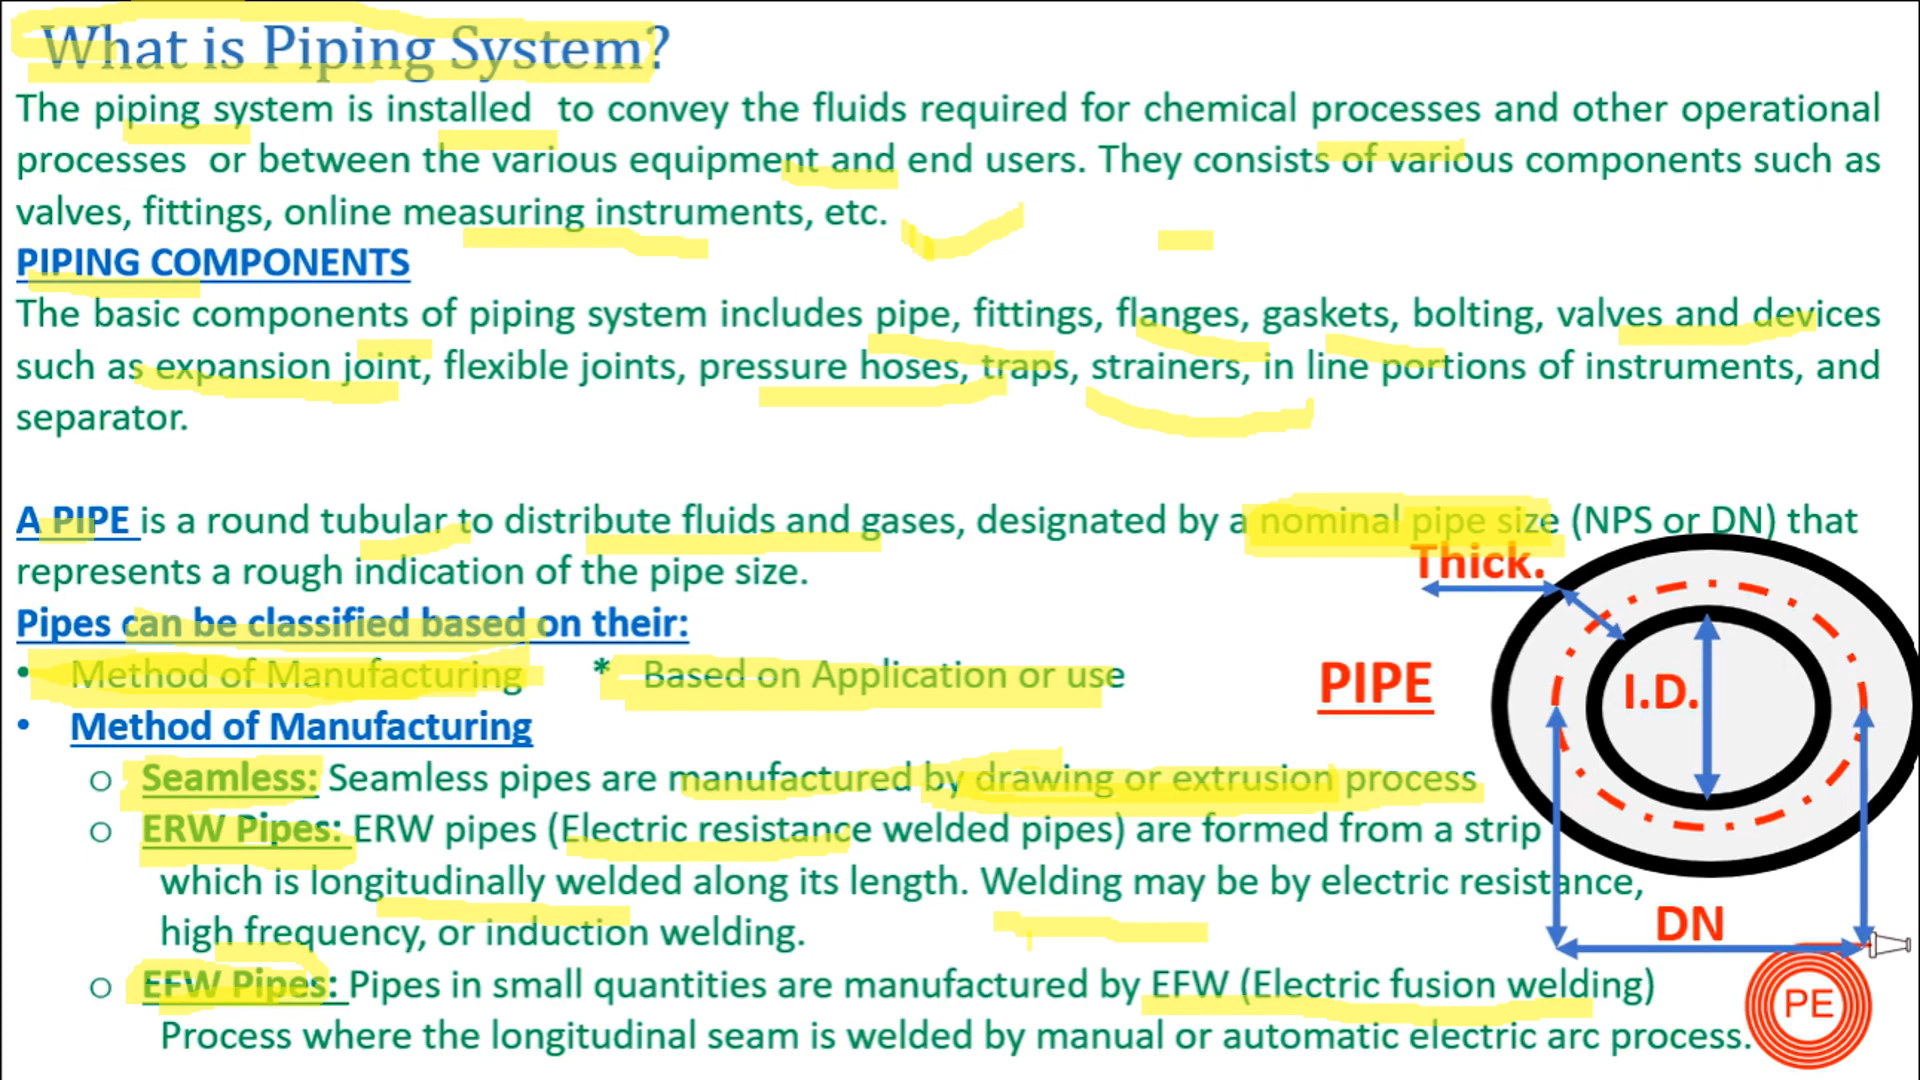 What is Piping System?
The piping system is installed to convey the fluids required for chemical processes and other operational
processes or between the various equipment and end users. They consists of various components such as
valves, fittings, online measuring instruments, etc.
PIPING COMPONENTS
The basic components of piping system includes pipe, fittings, flanges, gaskets, bolting, valves and devices
such as expansion joint, flexible joints, pressure hoses, traps, strainers, in line portions of instruments, and
separator.
A PIPE is a round tubular to distribute fluids and gases, designated by a nominal pipe size (NPS or DN) that
represents a rough indication of the pipe size.
Thick.
Pipes can be classified based on their:
• Method of Manufacturing * Based on Application or use
PIPE
I.D.
• Method of Manufacturing
o Seamless: Seamless pipes are manufactured by drawing or extrusion process
o ERW Pipes: ERW pipes (Electric resistance welded pipes) are formed from a strip
which is longitudinally welded along its length. Welding may be by electric resistance,
high frequency, or induction welding.
DN
o EFW Pipes: Pipes in small quantities are manufactured by EFW (Electric fusion welding)
Process where the longitudinal seam is welded by manual or automatic electric arc process.
PE